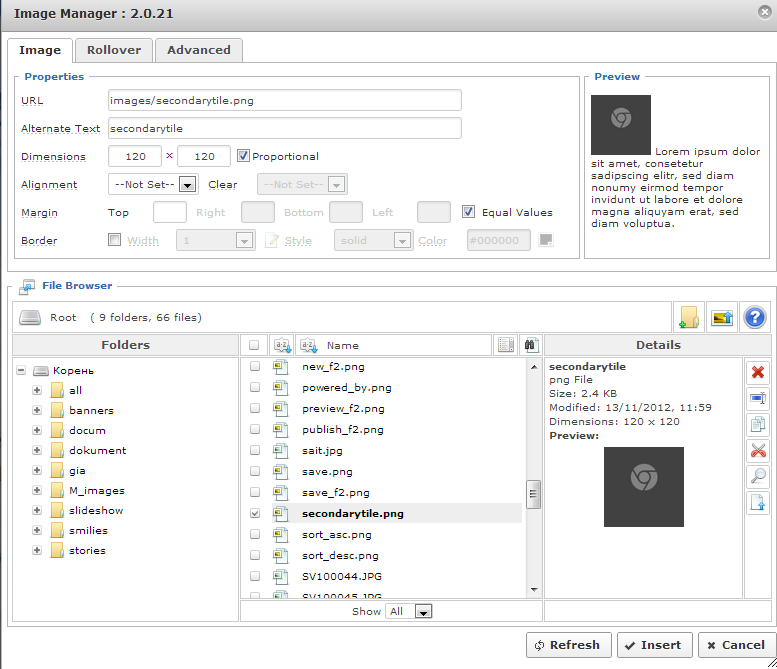 Image Manager : 2.0.21
Image Rollover Advanced
Properties
URL images/secondarytile.png
Alternate Text secondarytile
Dimensions 120 × 120 Proportional
Alignment --Not Set-- Clear --Not Set--
Margin Top Right Bottom Left Equal Values
Border Width 1 Style solid Color #000000
Preview
Lorem ipsum dolor
sit amet, consetetur
sadipscing elitr, sed diam
nonumy eirmod tempor
invidunt ut labore et dolore
magna aliquyam erat, sed
diam voluptua.
File Browser
Root ( 9 folders, 66 files)
Folders
Корень
all
banners
docum
dokument
gia
M_images
slideshow
smilies
stories
Name
new_f2.png
powered_by.png
preview_f2.png
publish_f2.png
sait.jpg
save.png
save_f2.png
secondarytile.png
sort_asc.png
sort_desc.png
SV100044.JPG
SV100045.JPG
Show All
Details
secondarytile
png File
Size: 2.4 KB
Modified: 13/11/2012, 11:59
Dimensions: 120 x 120
Preview:
Refresh Insert Cancel